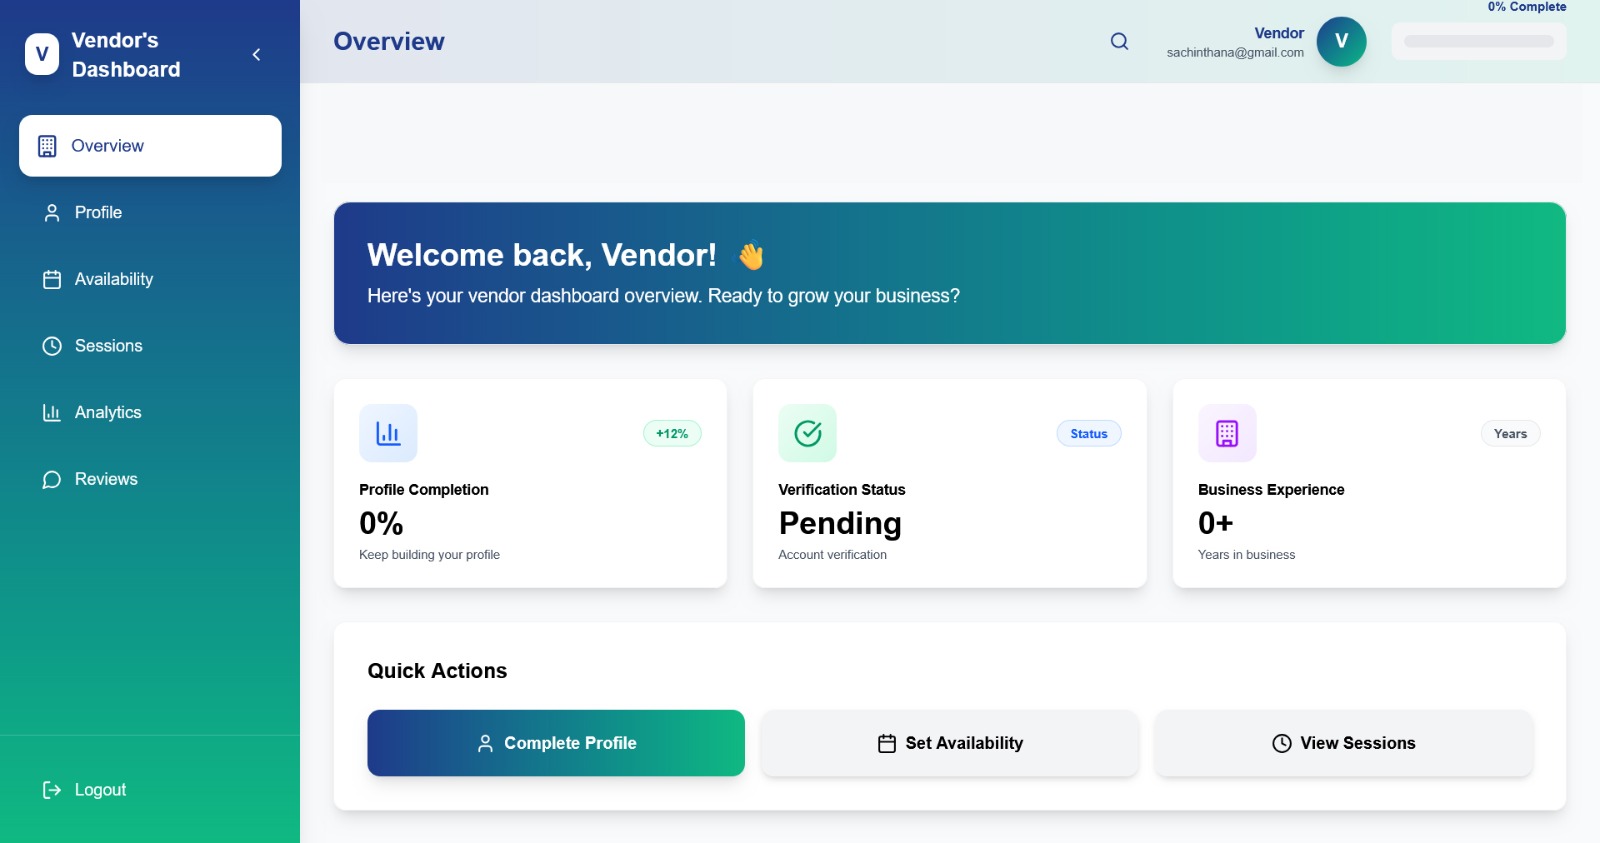 V
Vendor's
Dashboard
Overview
Profile
Availability
Sessions
Analytics
Reviews
Logout
Overview
Vendor
sachinthana@gmail.com
V
0% Complete
Welcome back, Vendor! 👋
Here's your vendor dashboard overview. Ready to grow your business?
+12%
Profile Completion
0%
Keep building your profile
Status
Verification Status
Pending
Account verification
Years
Business Experience
0+
Years in business
Quick Actions
Complete Profile
Set Availability
View Sessions